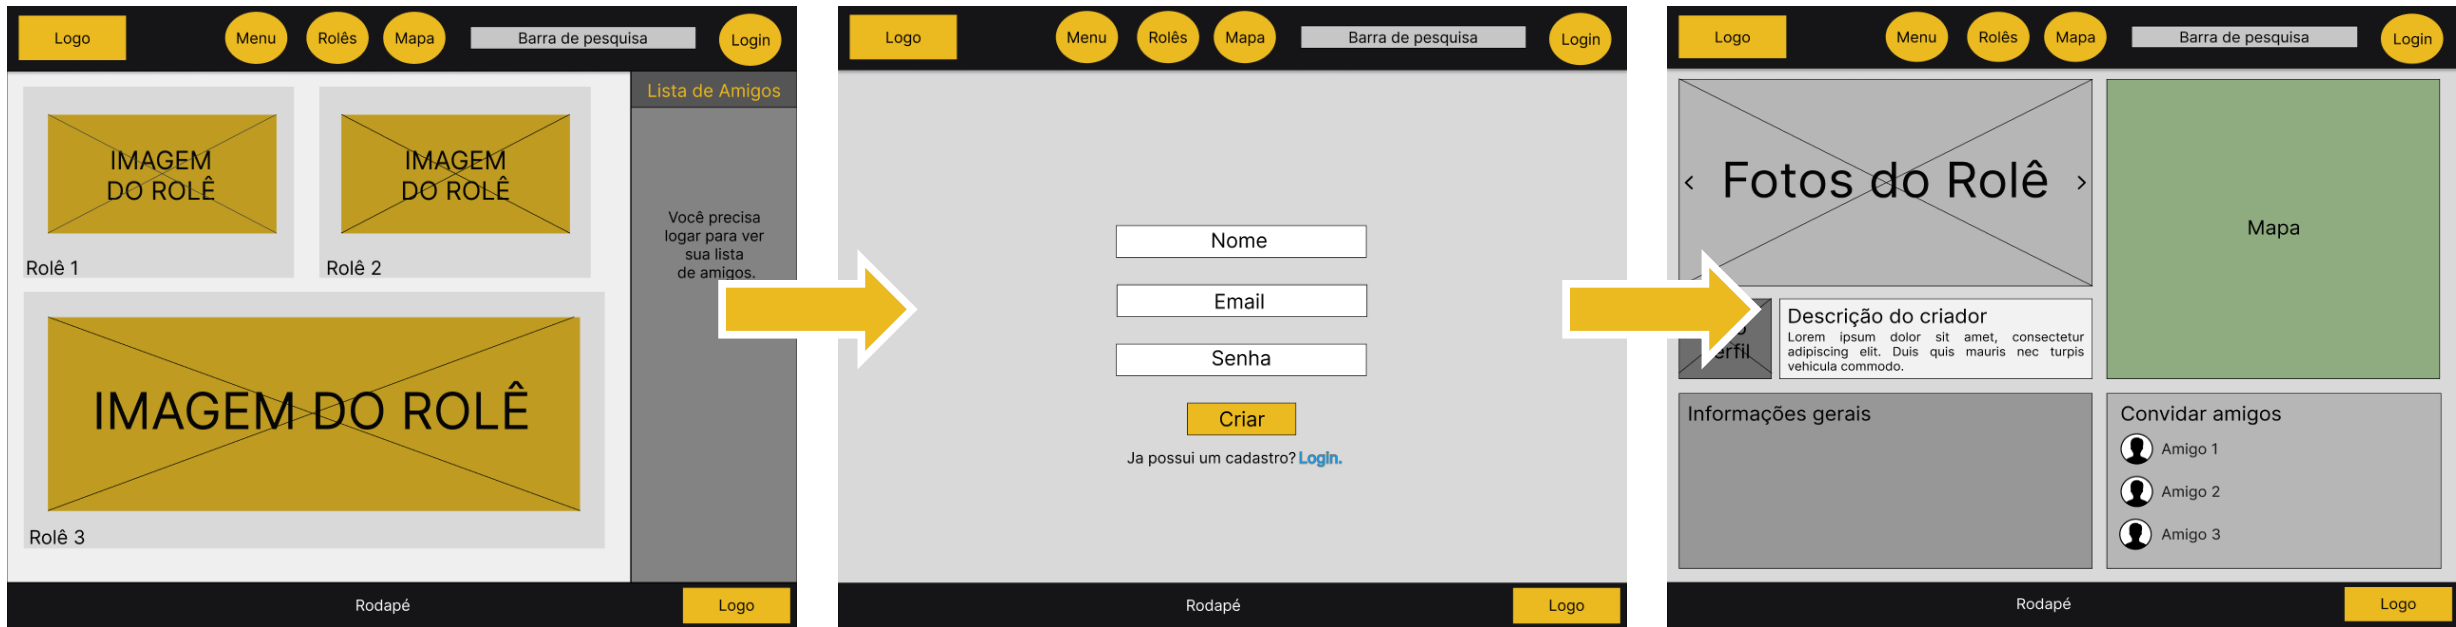 Logo
Menu
Rolês
Mapa
Barra de pesquisa
Login
Lista de Amigos
IMAGEM
DO ROLÊ
Rolê 1
IMAGEM
DO ROLÊ
Rolê 2
Você precisa
logar para ver
sua lista
de amigos.
IMAGEM DO ROLÊ
Rolê 3
Rodapé
Logo
Logo
Menu
Rolês
Mapa
Barra de pesquisa
Login
Nome
Email
Senha
Criar
Ja possui um cadastro? Login.
Rodapé
Logo
Logo
Menu
Rolês
Mapa
Barra de pesquisa
Login
< Fotos do Rolê >
Mapa
Descrição do criador
Lorem ipsum dolor sit amet, consectetur
adipiscing elit. Duis quis mauris nec turpis
vehicula commodo.
Informações gerais
Convidar amigos
Amigo 1
Amigo 2
Amigo 3
Rodapé
Logo